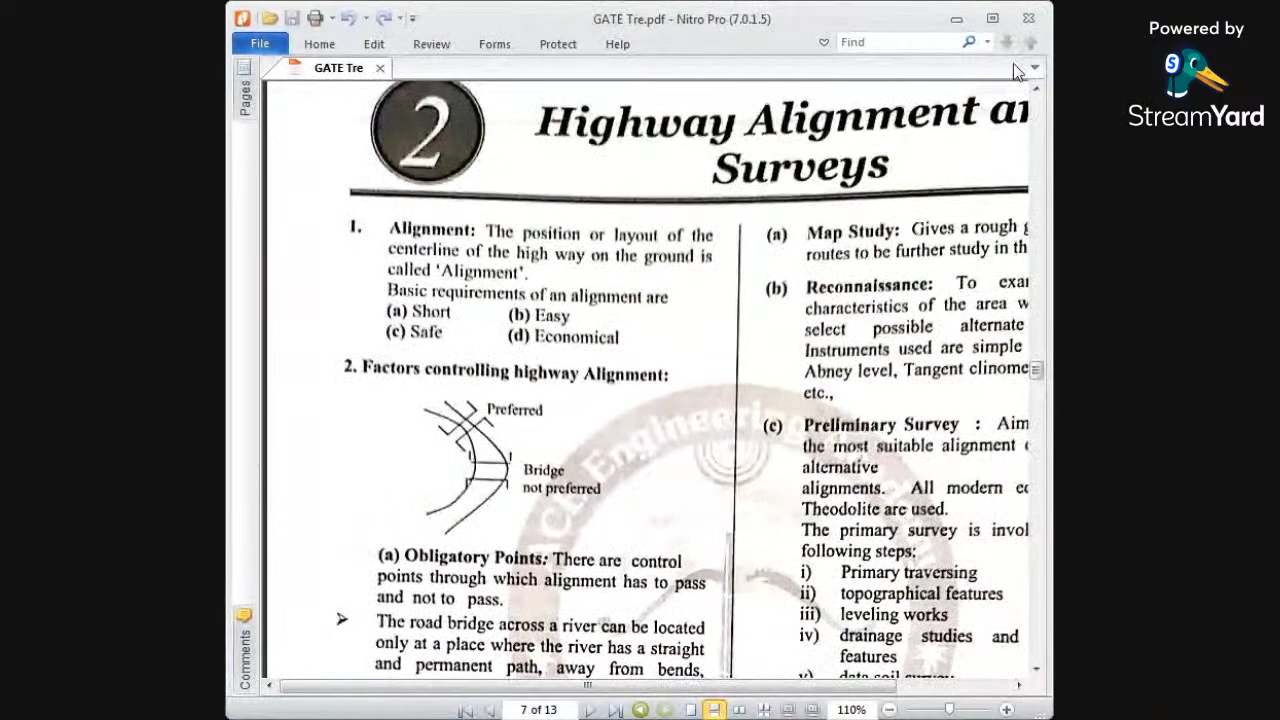 GATE Tre.pdf - Nitro Pro (7.0.1.5)
File Home Edit Review Forms Protect Help
Find
GATE Tre
Pages
Comments
2
Highway Alignment
Surveys
1. Alignment: The position or layout of the
centerline of the high way on the ground is
called ‘Alignment’.
Basic requirements of an alignment are
(a) Short (b) Easy
(c) Safe (d) Economical
2. Factors controlling highway Alignment:
Preferred
Bridge
not preferred
(a) Obligatory Points: There are control
points through which alignment has to pass
and not to pass.
➤ The road bridge across a river can be located
only at a place where the river has a straight
and permanent path, away from bends,
(a) Map Study: Gives a rough
routes to be further study in th
(b) Reconnaissance: To exa
characteristics of the area w
select possible alternate
Instruments used are simple
Abney level, Tangent clinome
etc.,
(c) Preliminary Survey : Aim
the most suitable alignment
alternative
alignments. All modern
Theodolite are used.
The primary survey is invol
following steps:
i) Primary traversing
ii) topographical features
iii) leveling works
iv) drainage studies and
features
v) data soil survey
ACE Engineering Academy
7 of 13
110%
Powered by
StreamYard